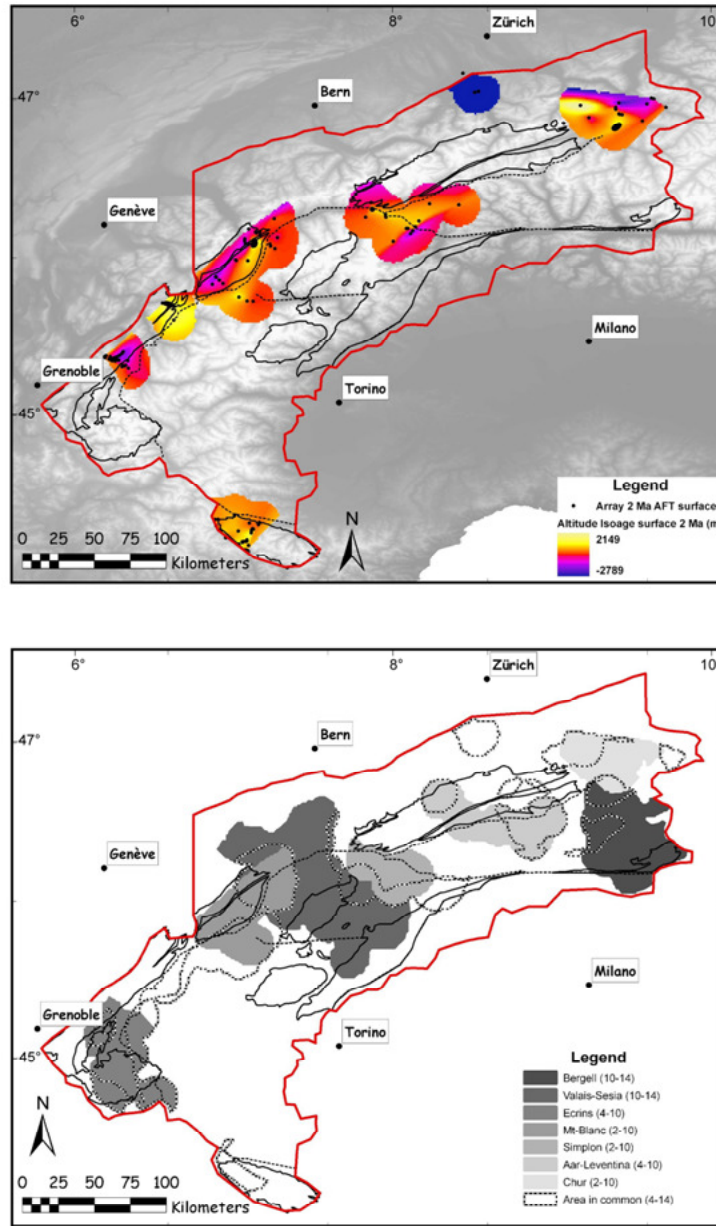 6° 8° 10
Zürich
47°
Bern
Genève
Milano
Grenoble
45°
Torino
Legend
Array 2 Ma AFT surface
Altitude Isoage surface 2 Ma (m
2149
-2789
N
0 25 50 75 100
Kilometers
6° 8° 10
Zürich
47°
Bern
Genève
Milano
Grenoble
45°
Torino
Legend
Bergell (10-14)
Valais-Sesia (10-14)
Ecrins (4-10)
Mt-Blanc (2-10)
Simplon (2-10)
Aar-Leventina (4-10)
Chur (2-10)
Area in common (4-14)
N
0 25 50 75 100
Kilometers